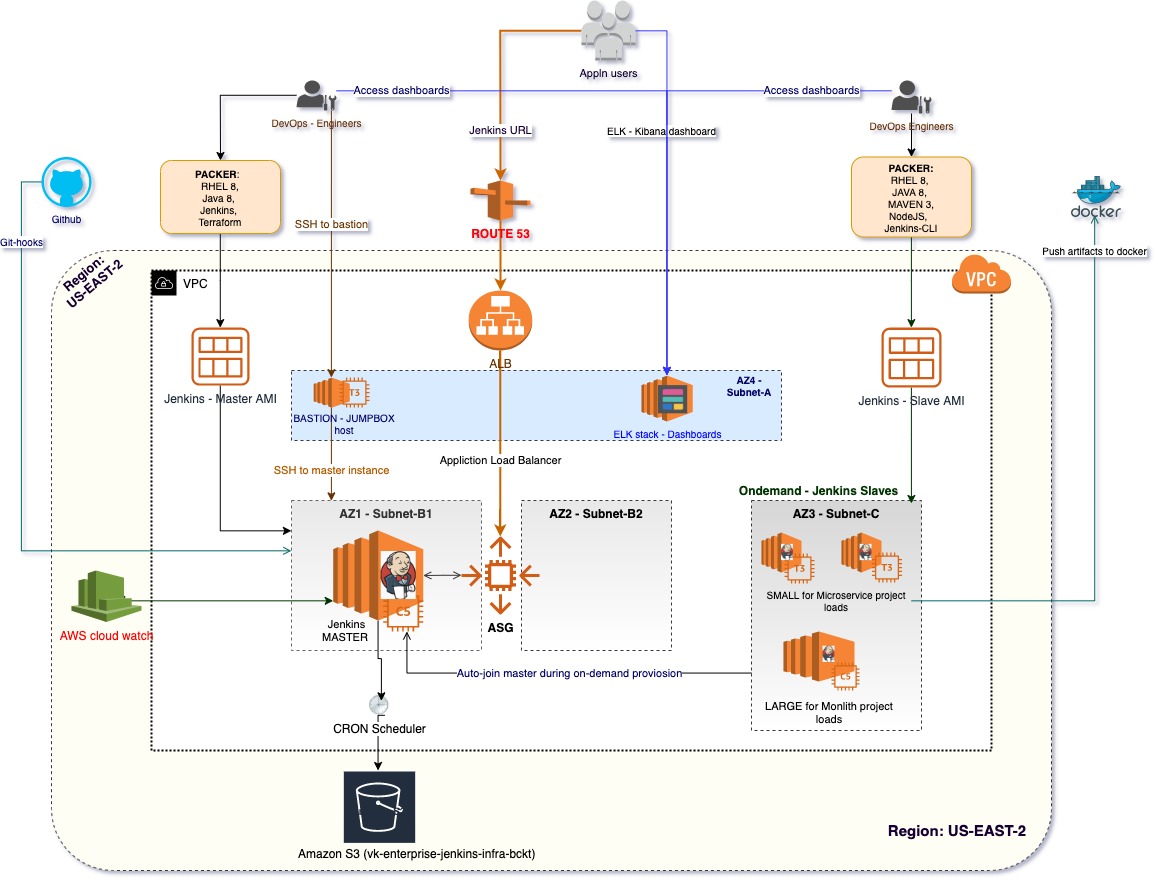 Appln users
Access dashboards
Access dashboards
DevOps - Engineers
Jenkins URL
ELK - Kibana dashboard
DevOps Engineers
PACKER:
RHEL 8,
Java 8,
Jenkins,
Terraform
PACKER:
RHEL 8,
JAVA 8,
MAVEN 3,
NodeJS,
Jenkins-CLI
Github
docker
SSH to bastion
ROUTE 53
Git-hooks
Push artifacts to docker
Region:
US-EAST-2
VPC
VPC
ALB
Jenkins - Master AMI
Jenkins - Slave AMI
T3
AZ4 -
Subnet-A
BASTION - JUMPBOX
host
ELK stack - Dashboards
Appliction Load Balancer
SSH to master instance
Ondemand - Jenkins Slaves
AZ1 - Subnet-B1
AZ2 - Subnet-B2
AZ3 - Subnet-C
T3
T3
SMALL for Microservice project
loads
C5
Jenkins
MASTER
ASG
AWS cloud watch
Auto-join master during on-demand proviosion
C5
LARGE for Monlith project
loads
CRON Scheduler
Region: US-EAST-2
Amazon S3 (vk-enterprise-jenkins-infra-bckt)